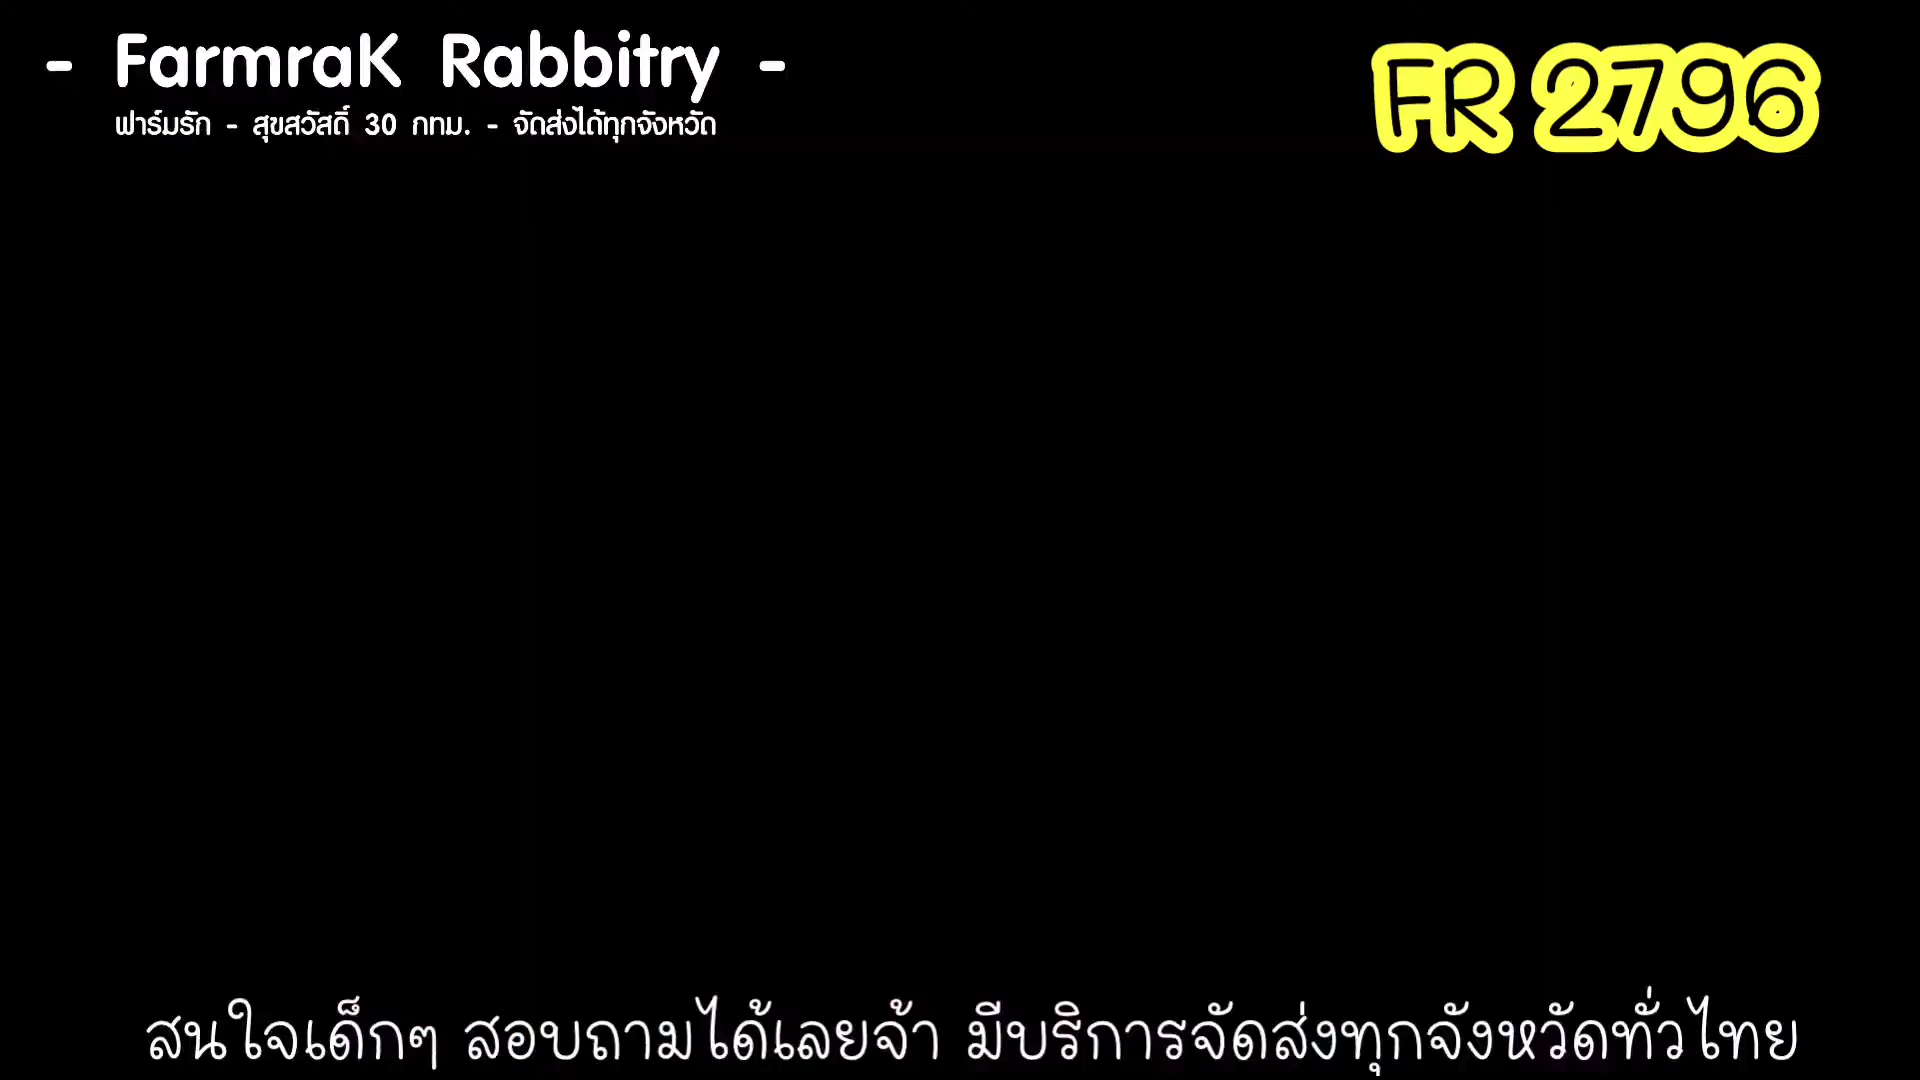 - FarmraK Rabbitry -
ฟาร์มรัก - สุขสวัสดิ์ 30 กทม. - จัดส่งได้ทุกจังหวัด
FR 2796
สนใจเด็กๆ สอบถามได้เลยจ้า มีบริการจัดส่งทุกจังหวัดทั่วไทย